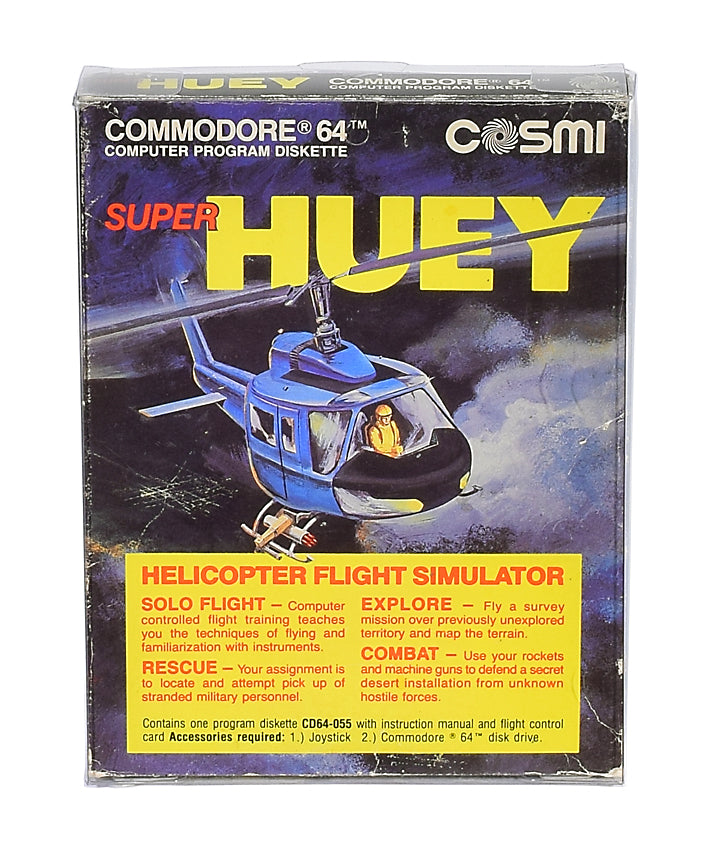 HUEY COMMODORE® 64™
COMPUTER PROGRAM DISKETTE
COMMODORE® 64™
COMPUTER PROGRAM DISKETTE
COSMI
SUPER HUEY
HELICOPTER FLIGHT SIMULATOR
SOLO FLIGHT – Computer
controlled flight training teaches
you the techniques of flying and
familiarization with instruments.
RESCUE – Your assignment is
to locate and attempt pick up of
stranded military personnel.
EXPLORE – Fly a survey
mission over previously unexplored
territory and map the terrain.
COMBAT – Use your rockets
and machine guns to defend a secret
desert installation from unknown
hostile forces.
Contains one program diskette CD64-055 with instruction manual and flight control
card Accessories required: 1.) Joystick 2.) Commodore ® 64™ disk drive.